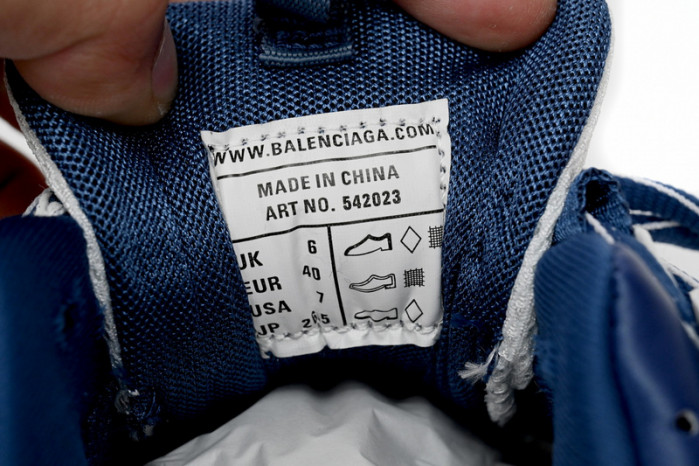 WWW.BALENCIAGA.COM
MADE IN CHINA
ART NO. 542023
UK 6
EUR 40
USA 7
JP